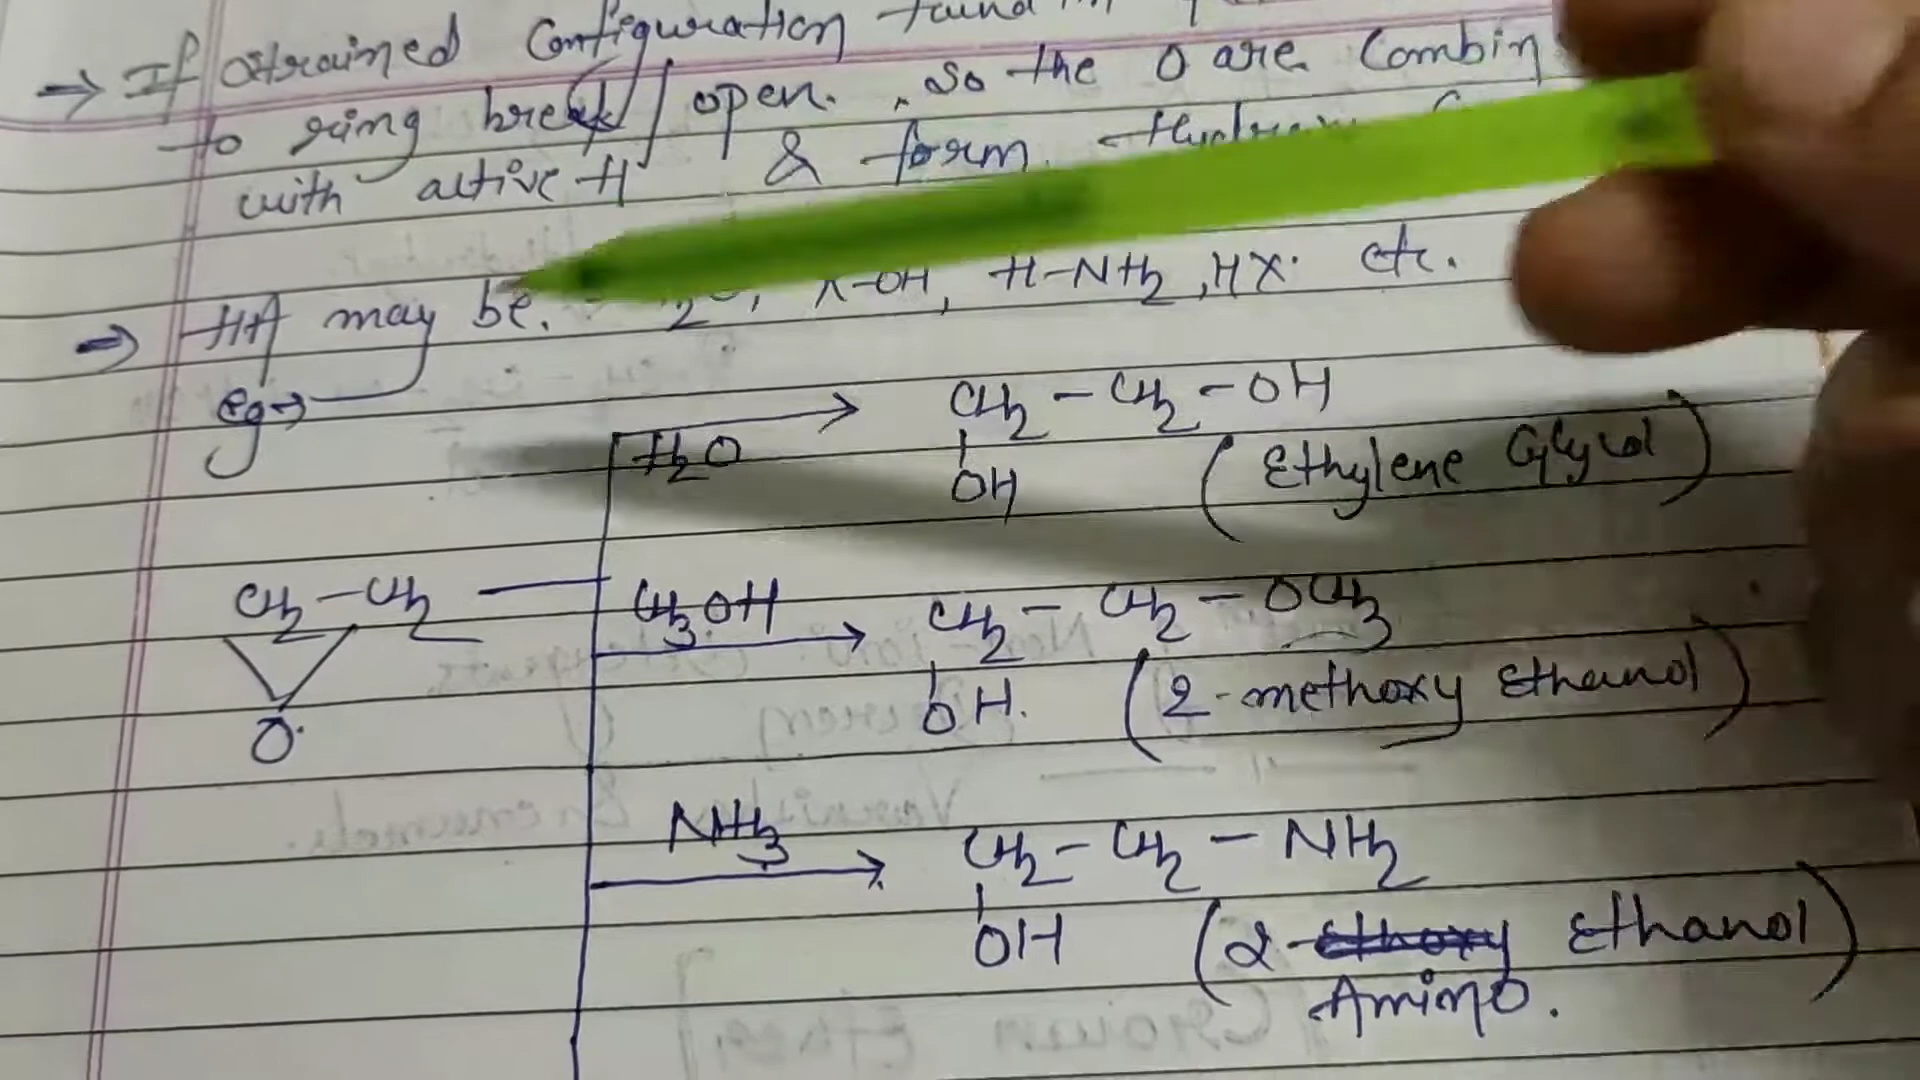 → If strained Configuration found in
to ring break/open. So the O are Combin
with active H & form
⇒ HA may be. OH, H-NH2, HX. etc.
eg→
H2O → CH2 - CH2 - OH
OH (Ethylene Glycol)
CH2 - CH2 CH3OH → CH2 - CH2 - OCH3
O OH. (2-methoxy Ethanol)
NH3 → CH2 - CH2 - NH2
OH (2-Ethoxy Ethanol)
Amino.